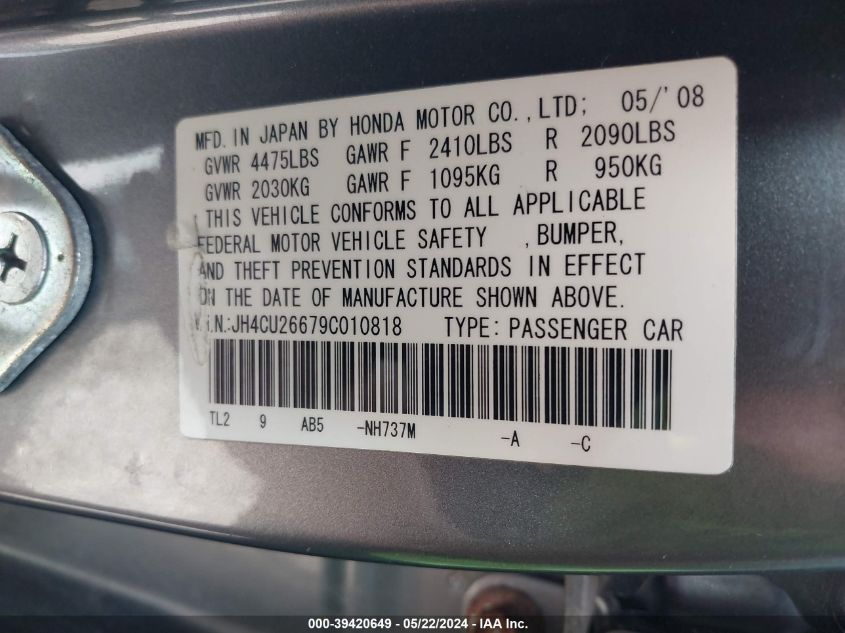 MFD. IN JAPAN BY HONDA MOTOR CO., LTD; 05/'08
GVWR 4475LBS GAWR F 2410LBS R 2090LBS
GVWR 2030KG GAWR F 1095KG R 950KG
THIS VEHICLE CONFORMS TO ALL APPLICABLE
FEDERAL MOTOR VEHICLE SAFETY , BUMPER,
AND THEFT PREVENTION STANDARDS IN EFFECT
ON THE DATE OF MANUFACTURE SHOWN ABOVE.
V.I.N.:JH4CU26679C010818 TYPE: PASSENGER CAR
TL2 9 AB5 -NH737M -A -C
000-39420649 - 05/22/2024 - IAA Inc.